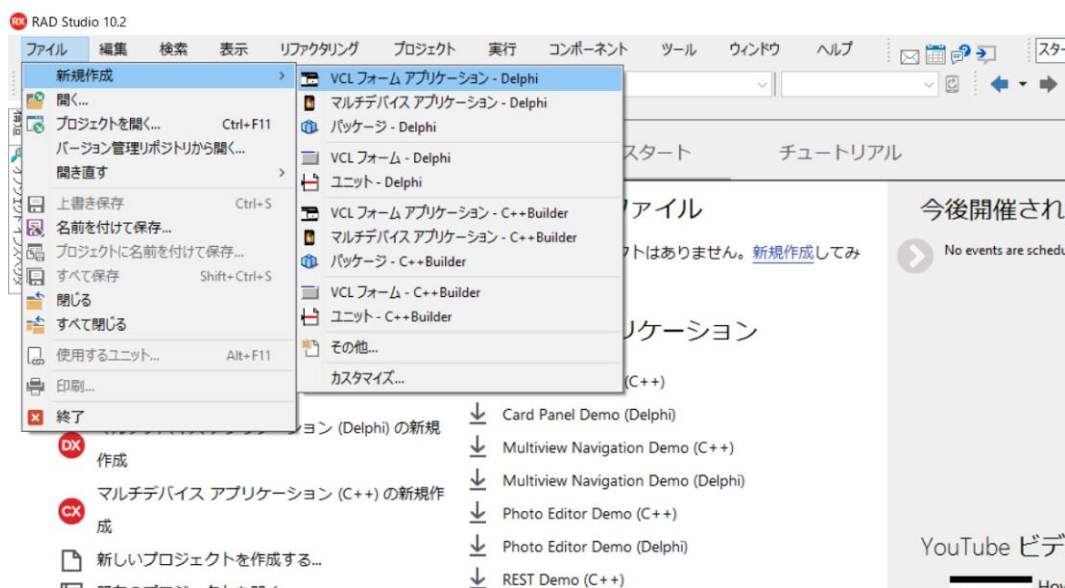 RX RAD Studio 10.2
ファイル 編集 検索 表示 リファクタリング プロジェクト 実行 コンポーネント ツール ウィンドウ ヘルプ
新規作成
開く...
プロジェクトを開く... Ctrl+F11
バージョン管理リポジトリから開く...
開き直す
上書き保存 Ctrl+S
名前を付けて保存...
プロジェクトに名前を付けて保存...
すべて保存 Shift+Ctrl+S
閉じる
すべて閉じる
使用するユニット... Alt+F11
印刷...
終了
VCL フォーム アプリケーション - Delphi
マルチデバイス アプリケーション - Delphi
パッケージ - Delphi
VCL フォーム - Delphi
ユニット - Delphi
VCL フォーム アプリケーション - C++Builder
マルチデバイス アプリケーション - C++Builder
パッケージ - C++Builder
VCL フォーム - C++Builder
ユニット - C++Builder
その他...
カスタマイズ...
スタート チュートリアル
ファイル
トはありません。新規作成してみ
リケーション
(C++)
Card Panel Demo (Delphi)
Multiview Navigation Demo (C++)
Multiview Navigation Demo (Delphi)
Photo Editor Demo (C++)
Photo Editor Demo (Delphi)
REST Demo (C++)
DX
ション (Delphi) の新規
作成
CX マルチデバイス アプリケーション (C++) の新規作
成
新しいプロジェクトを作成する...
今後開催され
No events are schedu
YouTube ビデ
How